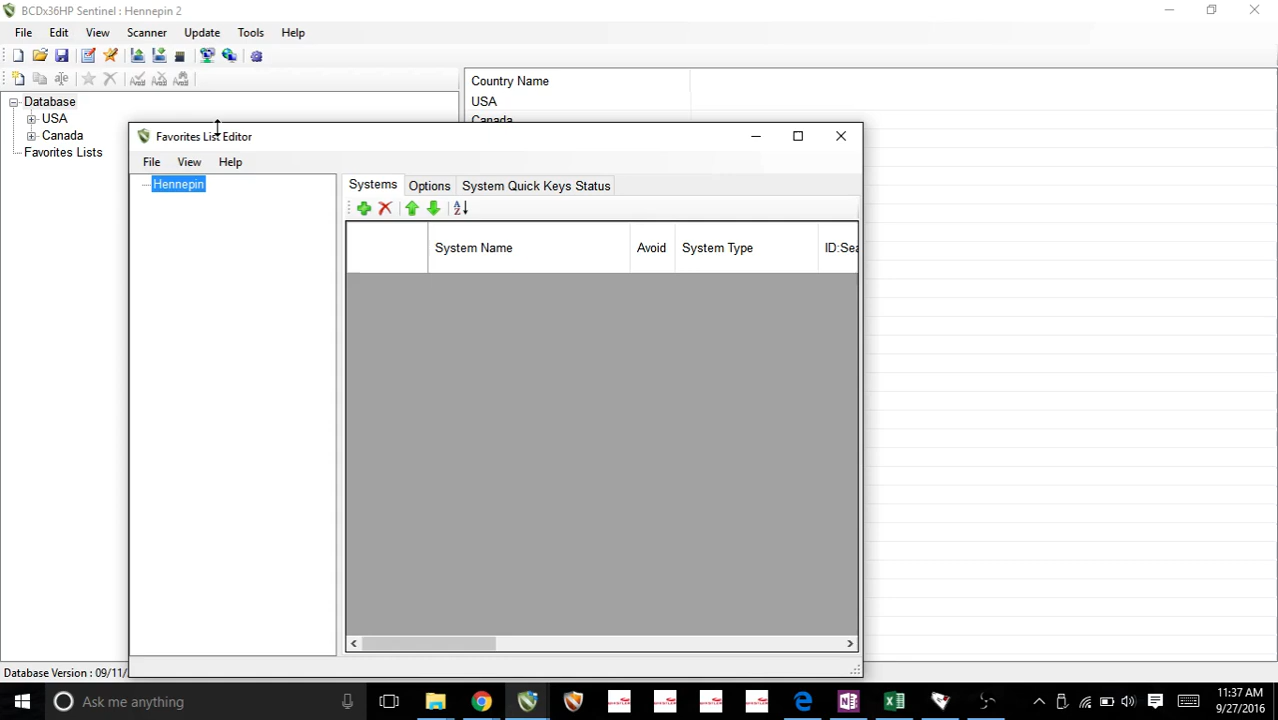 BCDx36HP Sentinel : Hennepin 2
File Edit View Scanner Update Tools Help
Database
USA
Canada
Favorites Lists
Country Name
USA
Canada
Favorites List Editor
File View Help
Hennepin
Systems Options System Quick Keys Status
System Name Avoid System Type ID:Sea
Database Version : 09/11/
Ask me anything
11:37 AM
9/27/2016